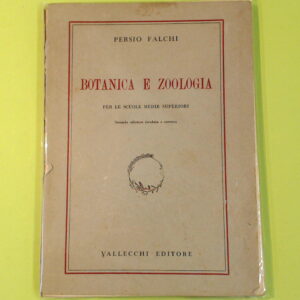 PERSIO FALCHI
BOTANICA E ZOOLOGIA
PER LE SCUOLE MEDIE SUPERIORI
Seconda edizione riveduta e corretta
VALLECCHI EDITORE